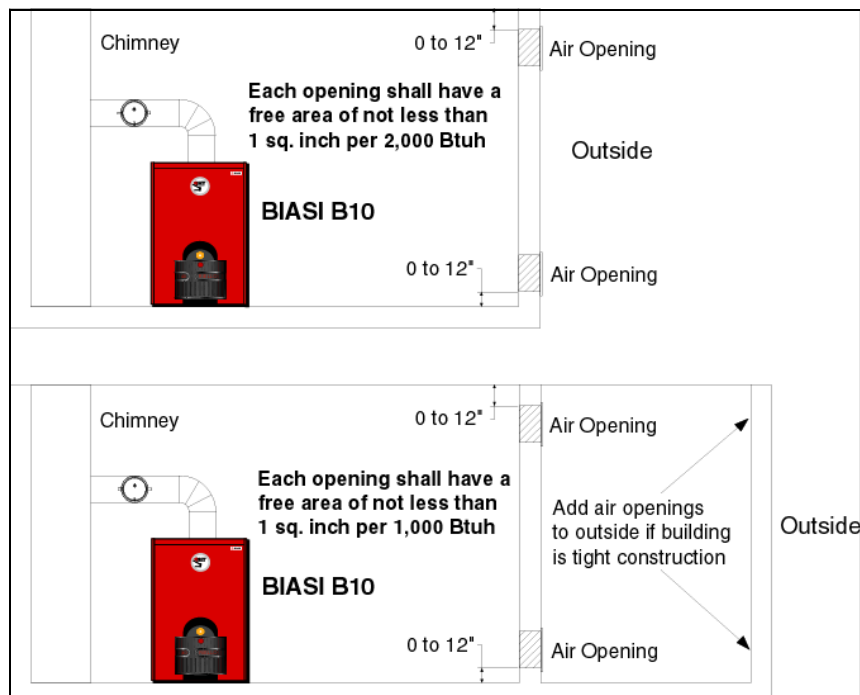 Chimney
0 to 12"
Air Opening
Each opening shall have a
free area of not less than
1 sq. inch per 2,000 Btuh
Outside
BIASI B10
0 to 12"
Air Opening
Chimney
0 to 12"
Air Opening
Each opening shall have a
free area of not less than
1 sq. inch per 1,000 Btuh
Add air openings
to outside if building
is tight construction
Outside
BIASI B10
0 to 12"
Air Opening